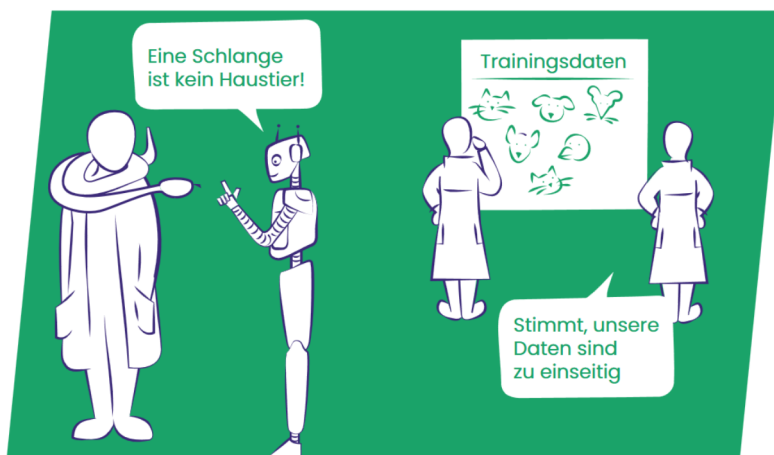 Eine Schlange
ist kein Haustier!
Trainingsdaten
Stimmt, unsere
Daten sind
zu einseitig